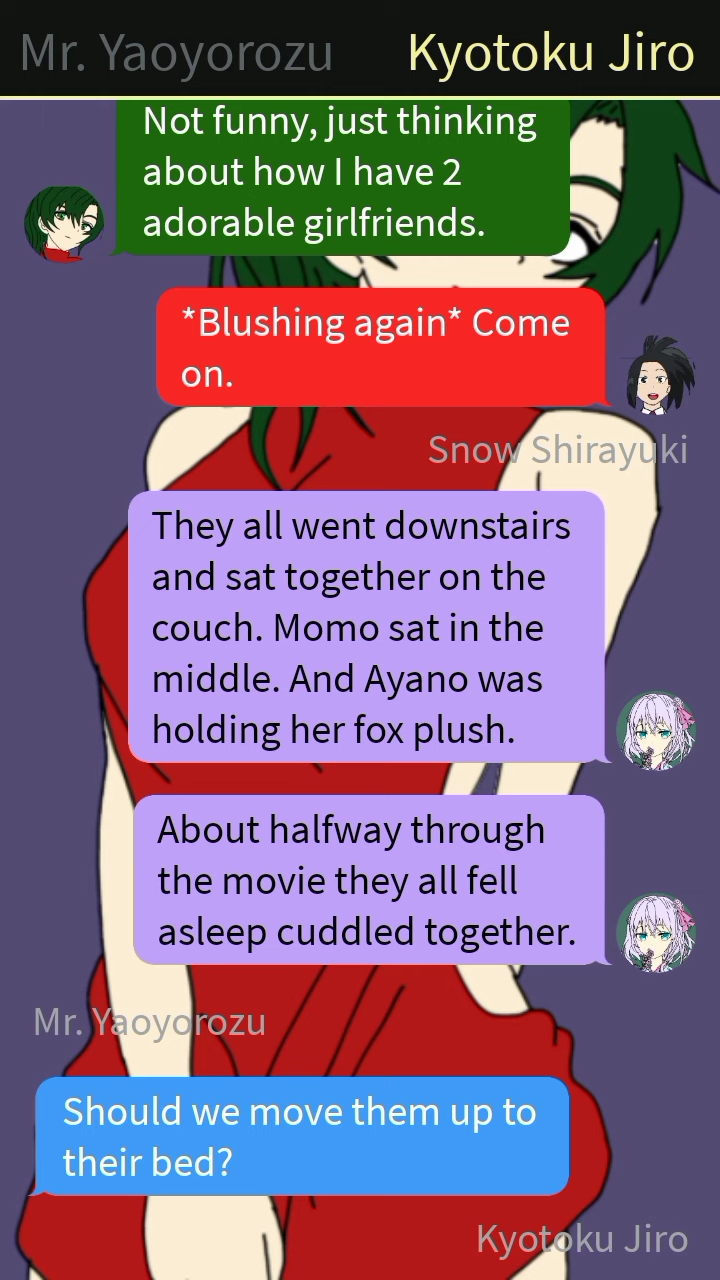 Mr. Yaoyorozu
Kyotoku Jiro
Not funny, just thinking
about how I have 2
adorable girlfriends.
*Blushing again* Come
on.
Snow Shirayuki
They all went downstairs
and sat together on the
couch. Momo sat in the
middle. And Ayano was
holding her fox plush.
About halfway through
the movie they all fell
asleep cuddled together.
Mr. Yaoyorozu
Should we move them up to
their bed?
Kyotoku Jiro